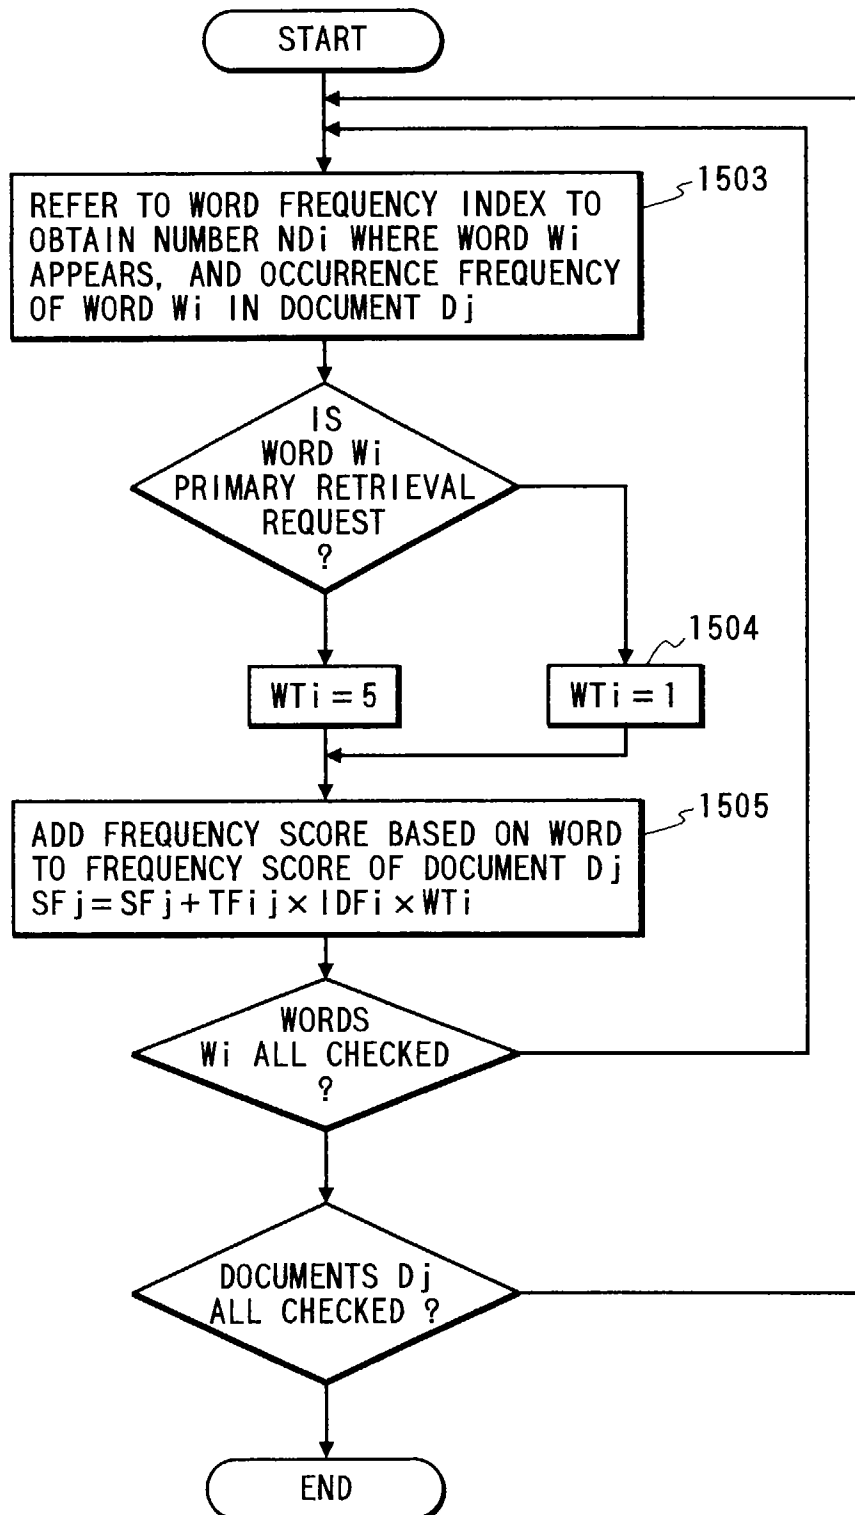 START
1503
REFER TO WORD FREQUENCY INDEX TO
OBTAIN NUMBER NDi WHERE WORD Wi
APPEARS, AND OCCURRENCE FREQUENCY
OF WORD Wi IN DOCUMENT Dj
IS
WORD Wi
PRIMARY RETRIEVAL
REQUEST
?
1504
WTi = 5
WTi = 1
1505
ADD FREQUENCY SCORE BASED ON WORD
TO FREQUENCY SCORE OF DOCUMENT Dj
SFj=SFj+TFij×IDFi×WTi
WORDS
Wi ALL CHECKED
?
DOCUMENTS Dj
ALL CHECKED ?
END